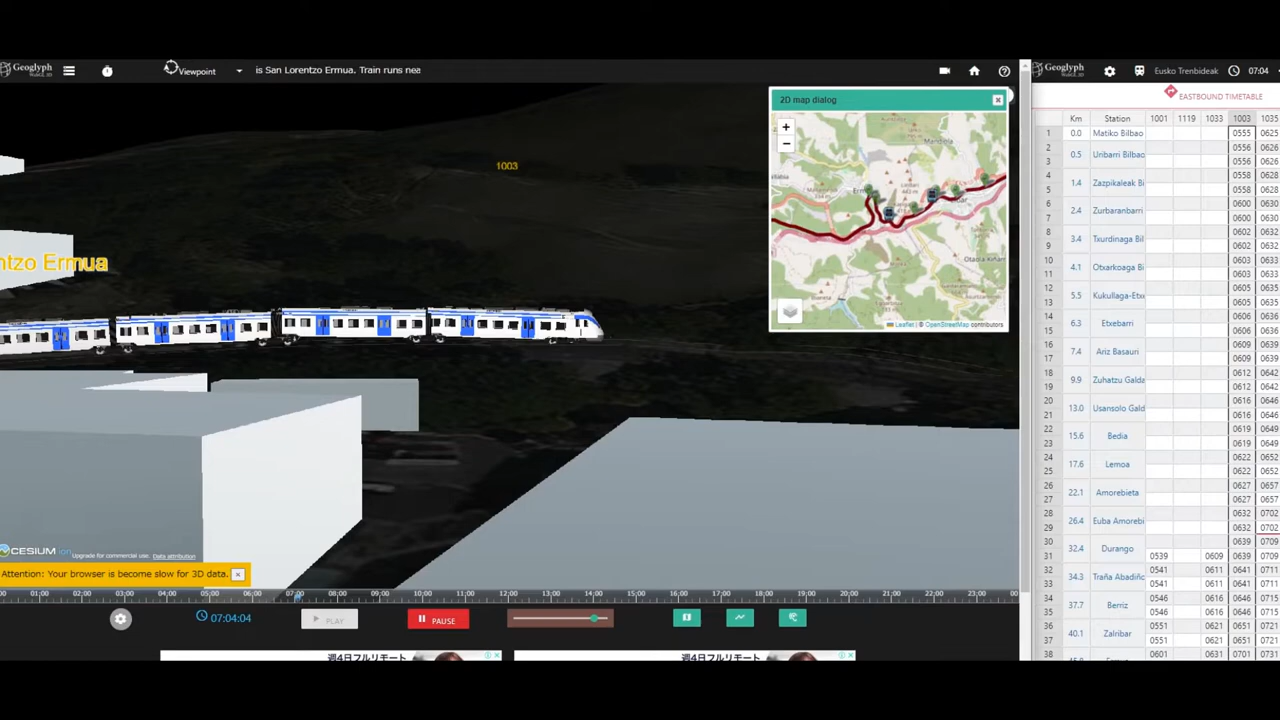 Geoglyph
Viewpoint
is San Lorentzo Ermua. Train runs nea
1003
ntzo Ermua
2D map dialog
+
−
Leaflet | © OpenStreetMap contributors
CESIUM ion Upgrade for commercial use. Data attribution
Attention: Your browser is become slow for 3D data.
01:00 02:00 03:00 04:00 05:00 06:00 07:00 08:00 09:00 10:00 11:00 12:00 13:00 14:00 15:00 16:00 17:00 18:00 19:00 20:00 21:00 22:00 23:00 00
07:04:04
PLAY
PAUSE
週4日フルリモート
週4日フルリモート
Geoglyph
Eusko Trenbideak 07:04
EASTBOUND TIMETABLE
Km Station 1001 1119 1033 1003 1035
1 0.0 Matiko Bilbao 0555 0625
2 0556 0626
0.5 Uribarri Bilbao
3 0556 0626
4 0558 0628
1.4 Zazpikaleak Bi
5 0558 0628
6 0600 0630
2.4 Zurbaranbarri
7 0600 0630
8 0602 0632
3.4 Txurdinaga Bil
9 0602 0632
10 0603 0633
4.1 Otxarkoaga Bi
11 0603 0633
12 0605 0635
5.5 Kukullaga-Etxe
13 0605 0635
14 0606 0636
6.3 Etxebarri
15 0606 0636
16 0609 0639
7.4 Ariz Basauri
17 0609 0639
18 0612 0642
9.9 Zuhatzu Galda
19 0612 0642
20 0616 0646
13.0 Usansolo Gald
21 0616 0646
22 0619 0649
15.6 Bedia
23 0619 0649
24 0622 0652
17.6 Lemoa
25 0622 0652
26 0627 0657
22.1 Amorebieta
27 0627 0657
28 0632 0702
26.4 Euba Amorebi
29 0632 0702
30 0639 0709
32.4 Durango
31 0539 0609 0639 0709
32 0541 0611 0641 0711
34.3 Traña Abadiño
33 0541 0611 0641 0711
34 0546 0616 0646 0715
37.7 Berriz
35 0546 0616 0646 0715
36 0551 0621 0651 0721
40.1 Zalribar
37 0551 0621 0651 0721
38 0601 0631 0701 0731